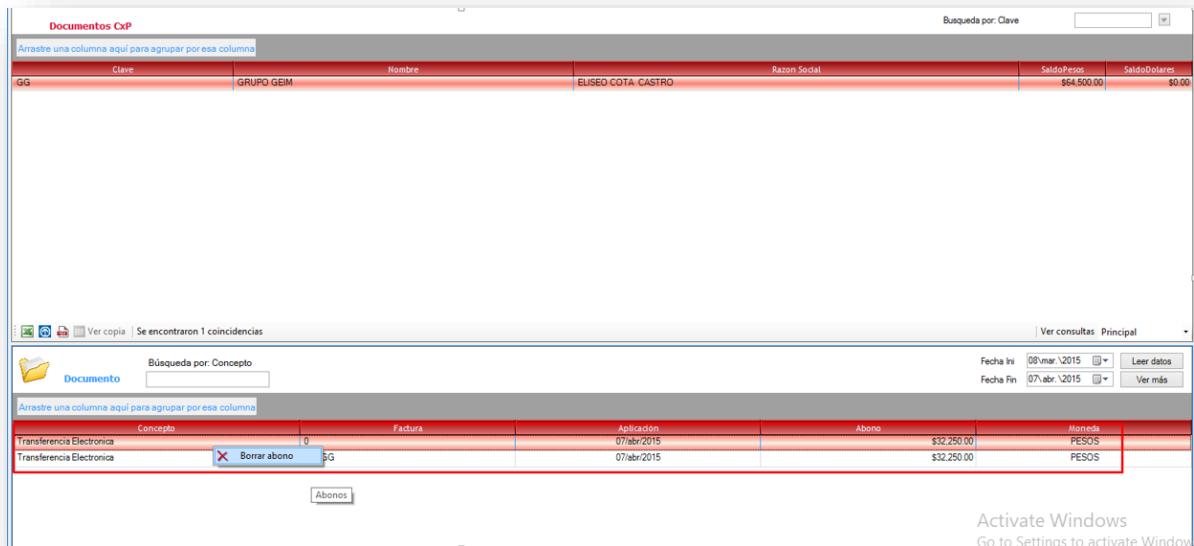 Documentos CxP Busqueda por: Clave
Arrastre una columna aquí para agrupar por esa columna
Clave Nombre Razon Social SaldoPesos SaldoDolares
GG GRUPO GEIM ELISEO COTA CASTRO $64,500.00 $0.00
Ver copia Se encontraron 1 coincidencias Ver consultas Principal
Búsqueda por: Concepto Fecha Ini 08\mar.\2015 Leer datos
Documento Fecha Fin 07\abr.\2015 Ver más
Arrastre una columna aquí para agrupar por esa columna
Concepto Factura Aplicación Abono Moneda
Transferencia Electronica 0 07/abr/2015 $32,250.00 PESOS
Transferencia Electronica Borrar abono GG 07/abr/2015 $32,250.00 PESOS
Abonos
Activate Windows
Go to Settings to activate Window